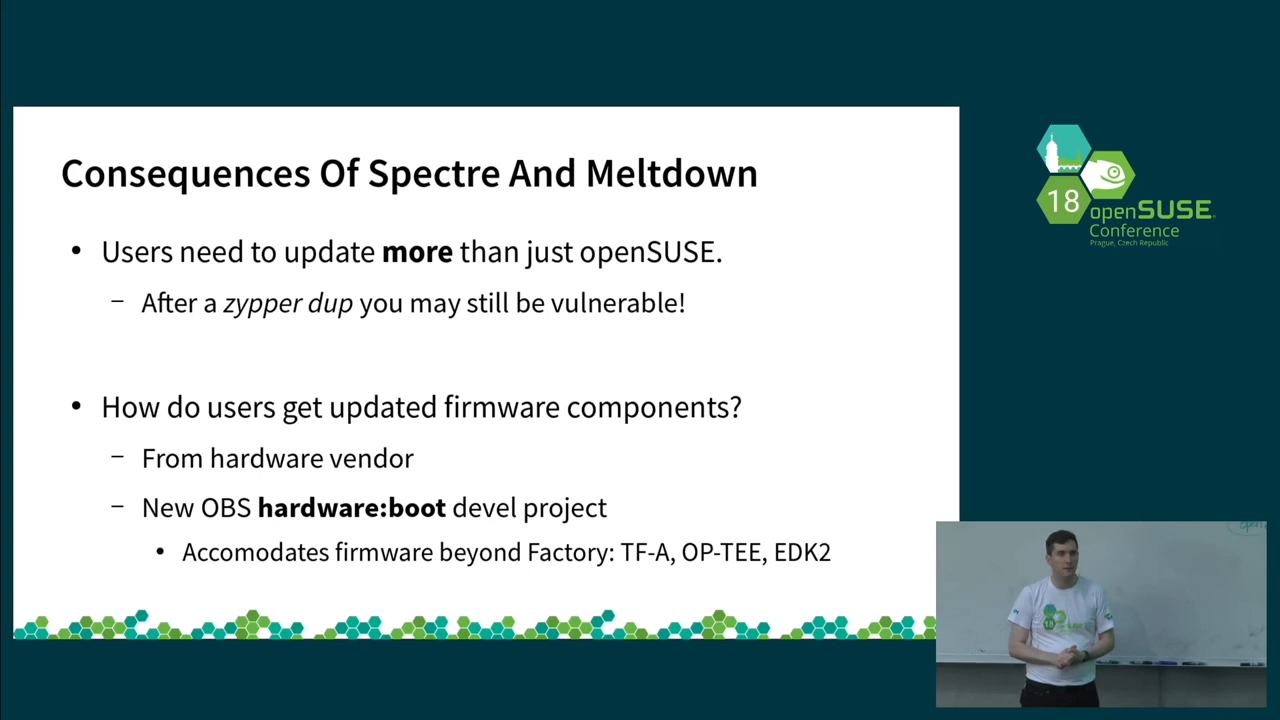 Consequences Of Spectre And Meltdown
• Users need to update more than just openSUSE.
– After a zypper dup you may still be vulnerable!
• How do users get updated firmware components?
– From hardware vendor
– New OBS hardware:boot devel project
• Accomodates firmware beyond Factory: TF-A, OP-TEE, EDK2
18
openSUSE
Conference
Prague, Czech Republic
18